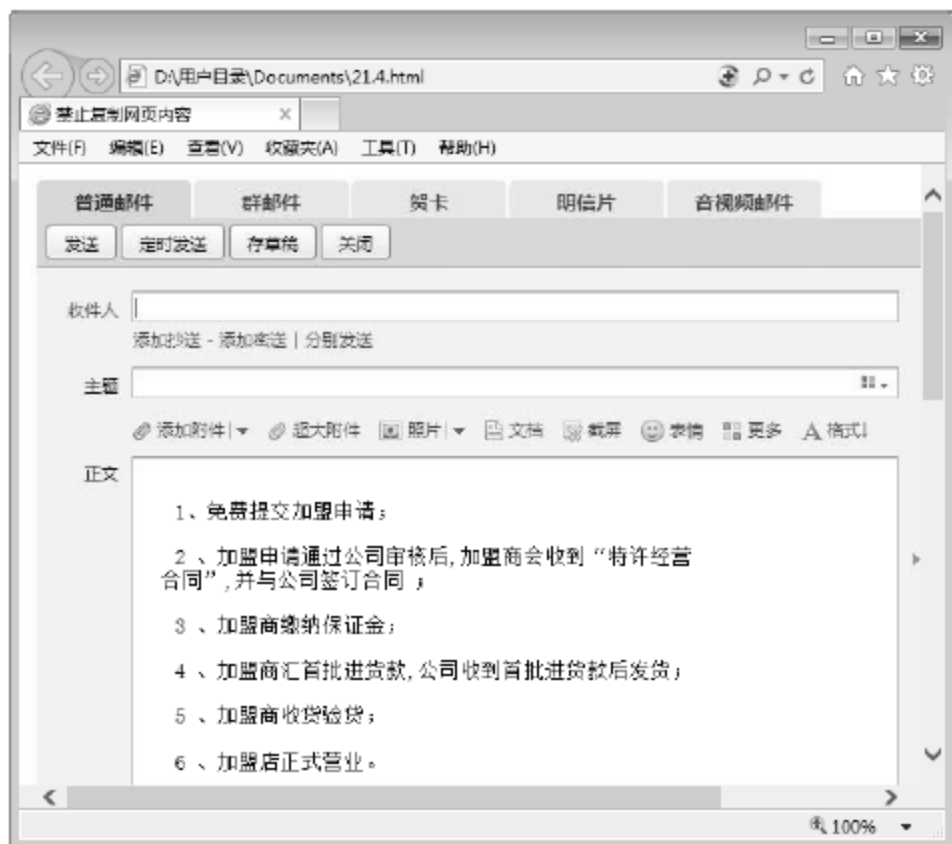 D:\用户目录\Documents\21.4.html
禁止复制网页内容
文件(F) 编辑(E) 查看(V) 收藏夹(A) 工具(T) 帮助(H)
普通邮件 群邮件 贺卡 明信片 音视频邮件
发送 定时发送 存草稿 关闭
收件人
添加抄送 - 添加密送 | 分别发送
主题
添加附件 | 超大附件 照片 | 文档 截屏 表情 更多 A 格式↓
正文
1、免费提交加盟申请;
2 、加盟申请通过公司审核后,加盟商会收到“特许经营
合同”,并与公司签订合同 ;
3 、加盟商缴纳保证金;
4 、加盟商汇首批进货款,公司收到首批进货款后发货;
5 、加盟商收货验货;
6 、加盟店正式营业。
100%